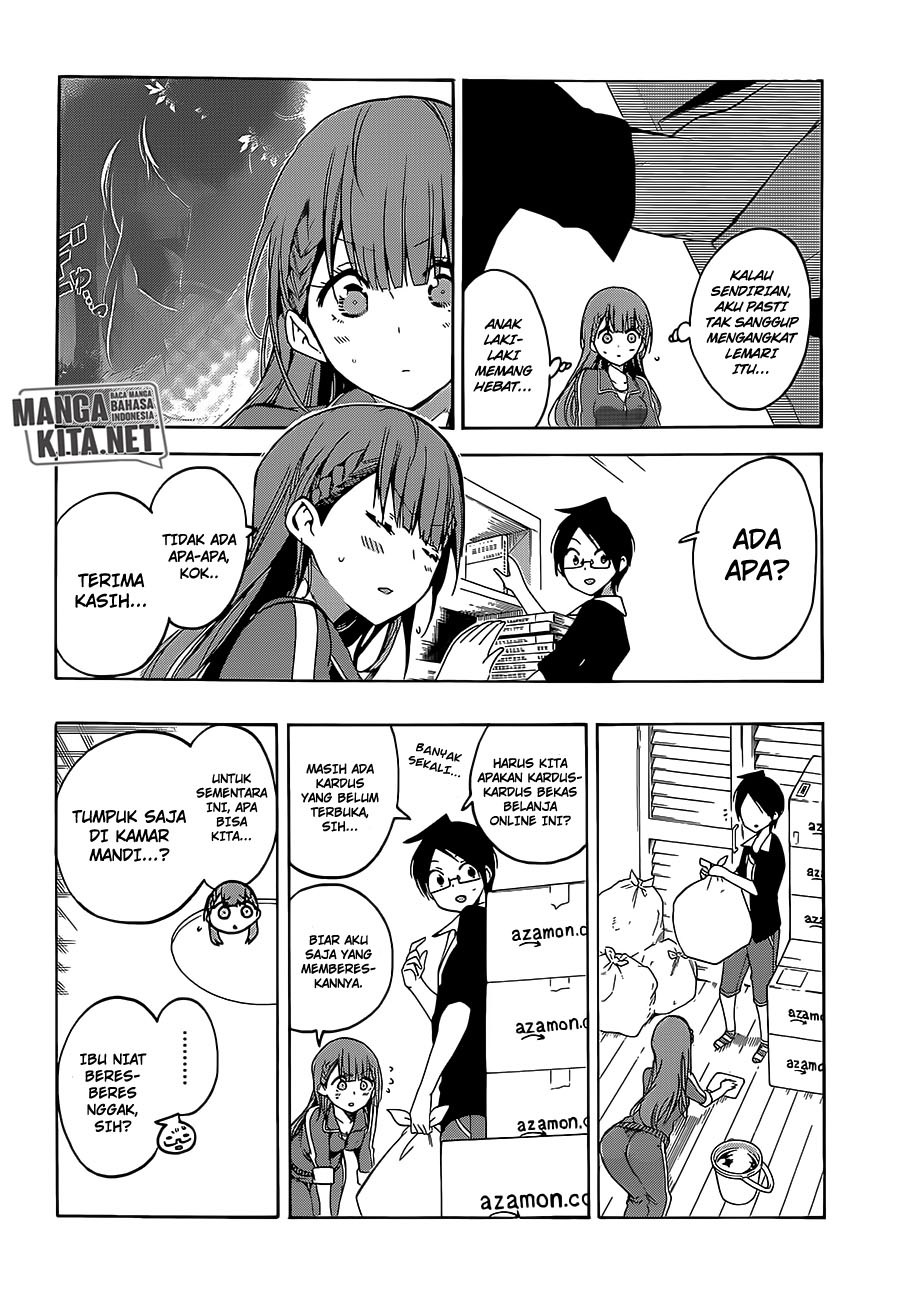 KALAU
SENDIRIAN,
AKU PASTI
TAK SANGGUP
MENGANGKAT
LEMARI
ITU...
ANAK
LAKI-
LAKI
MEMANG
HEBAT...
MANGA
KITA.NET
BACA MANGA
BAHASA
INDONESIA
ADA
APA?
TIDAK ADA
APA-APA,
KOK..
TERIMA
KASIH...
azamon
azamon
HARUS KITA
APAKAN KARDUS-
KARDUS BEKAS
BELANJA
ONLINE INI?
BANYAK
SEKALI...
MASIH ADA
KARDUS
YANG BELUM
TERBUKA,
SIH...
BIAR AKU
SAJA YANG
MEMBERES-
KANNYA.
azamon.c
azamon.c
azamon.c
azamon.co
UNTUK
SEMENTARA
INI, APA
BISA
KITA...
TUMPUK SAJA
DI KAMAR
MANDI...?
.........
IBU NIAT
BERES-
BERES
NGGAK,
SIH?